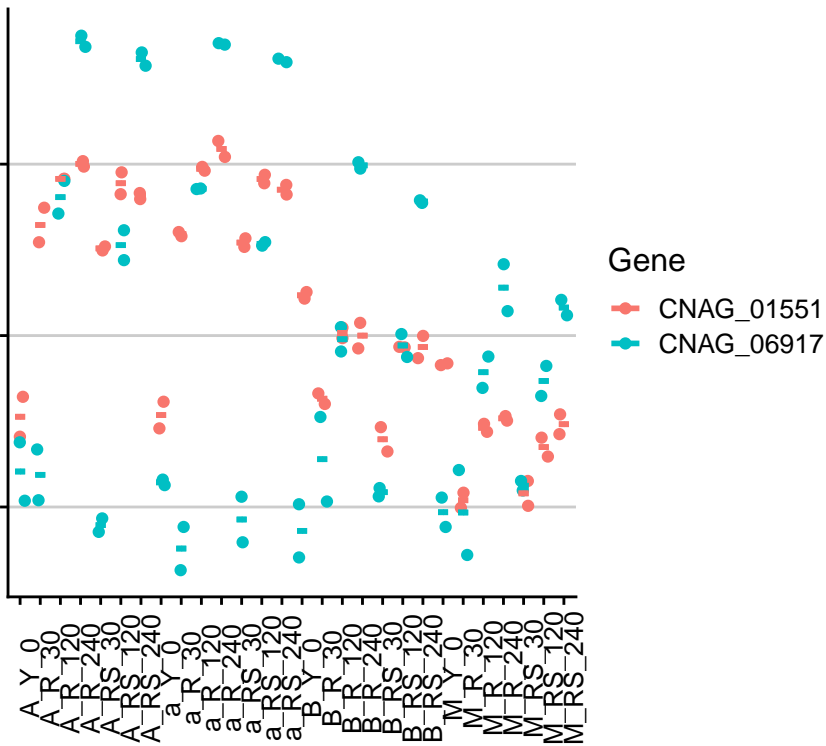 Gene
CNAG_01551
CNAG_06917
A_Y_0
A_R_30
A_R_120
A_R_240
A_RS_30
A_RS_120
A_RS_240
a_Y_0
a_R_30
a_R_120
a_R_240
a_RS_30
a_RS_120
a_RS_240
B_Y_0
B_R_30
B_R_120
B_R_240
B_RS_30
B_RS_120
B_RS_240
M_Y_0
M_R_30
M_R_120
M_R_240
M_RS_30
M_RS_120
M_RS_240